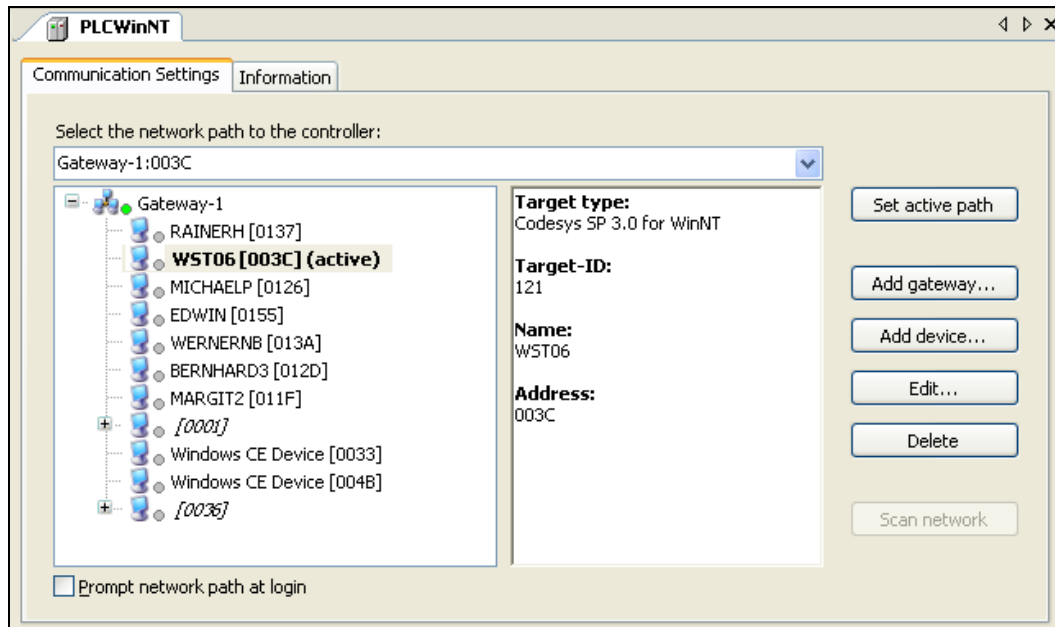 PLCWinNT
Communication Settings
Information
Select the network path to the controller:
Gateway-1:003C
Gateway-1
RAINERH [0137]
WST06 [003C] (active)
MICHAELP [0126]
EDWIN [0155]
WERNERNB [013A]
BERNHARD3 [012D]
MARGIT2 [011F]
[0001]
Windows CE Device [0033]
Windows CE Device [004B]
[0036]
Target type:
Codesys SP 3.0 for WinNT
Target-ID:
121
Name:
WST06
Address:
003C
Set active path
Add gateway...
Add device...
Edit...
Delete
Scan network
Prompt network path at login